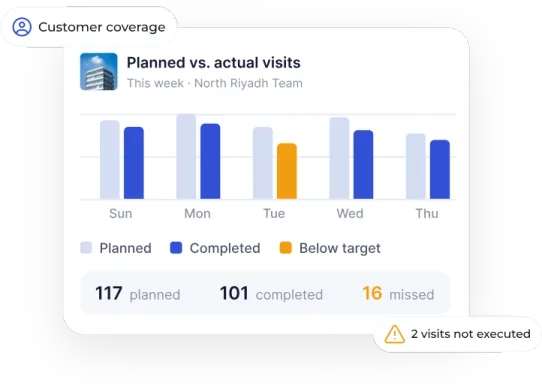 Customer coverage
Planned vs. actual visits
This week · North Riyadh Team
Sun Mon Tue Wed Thu
Planned Completed Below target
117 planned 101 completed 16 missed
2 visits not executed